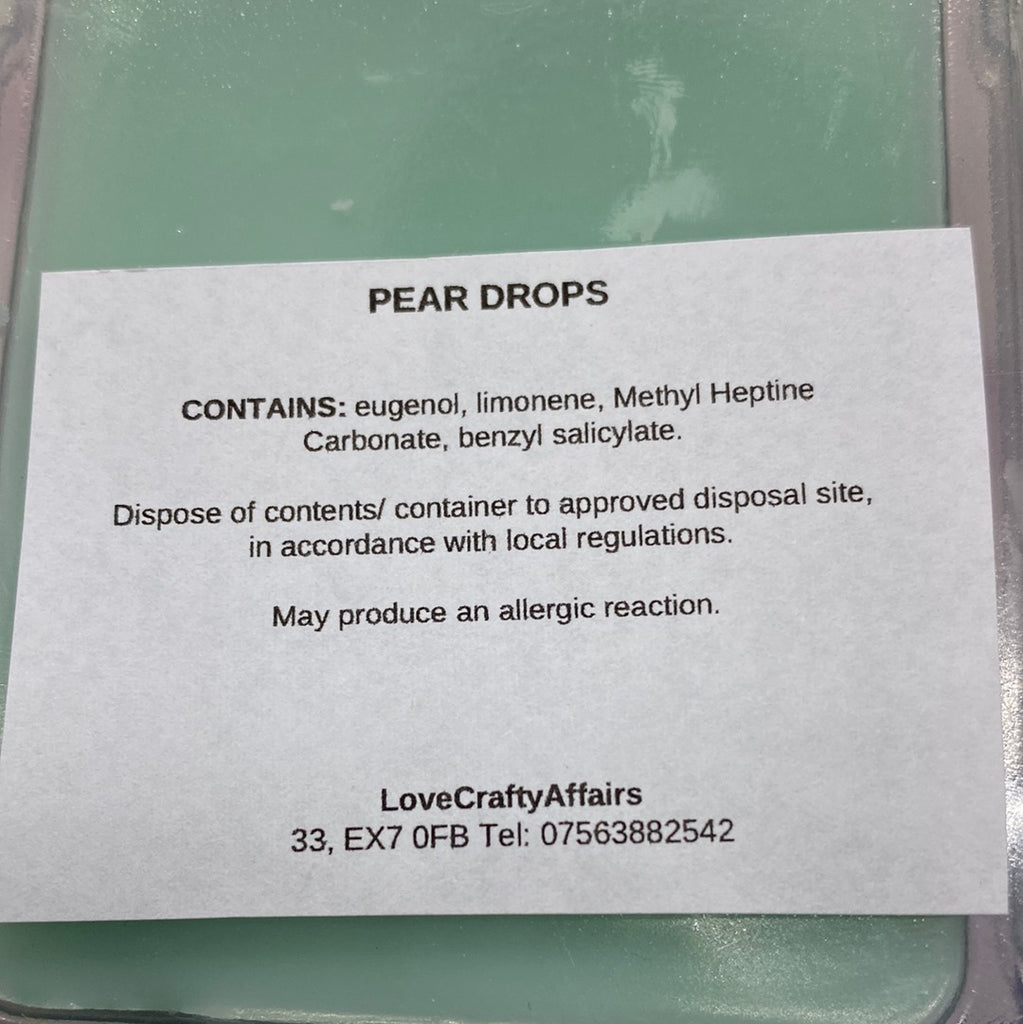 PEAR DROPS
CONTAINS: eugenol, limonene, Methyl Heptine
Carbonate, benzyl salicylate.
Dispose of contents/ container to approved disposal site,
in accordance with local regulations.
May produce an allergic reaction.
LoveCraftyAffairs
33, EX7 0FB Tel: 07563882542